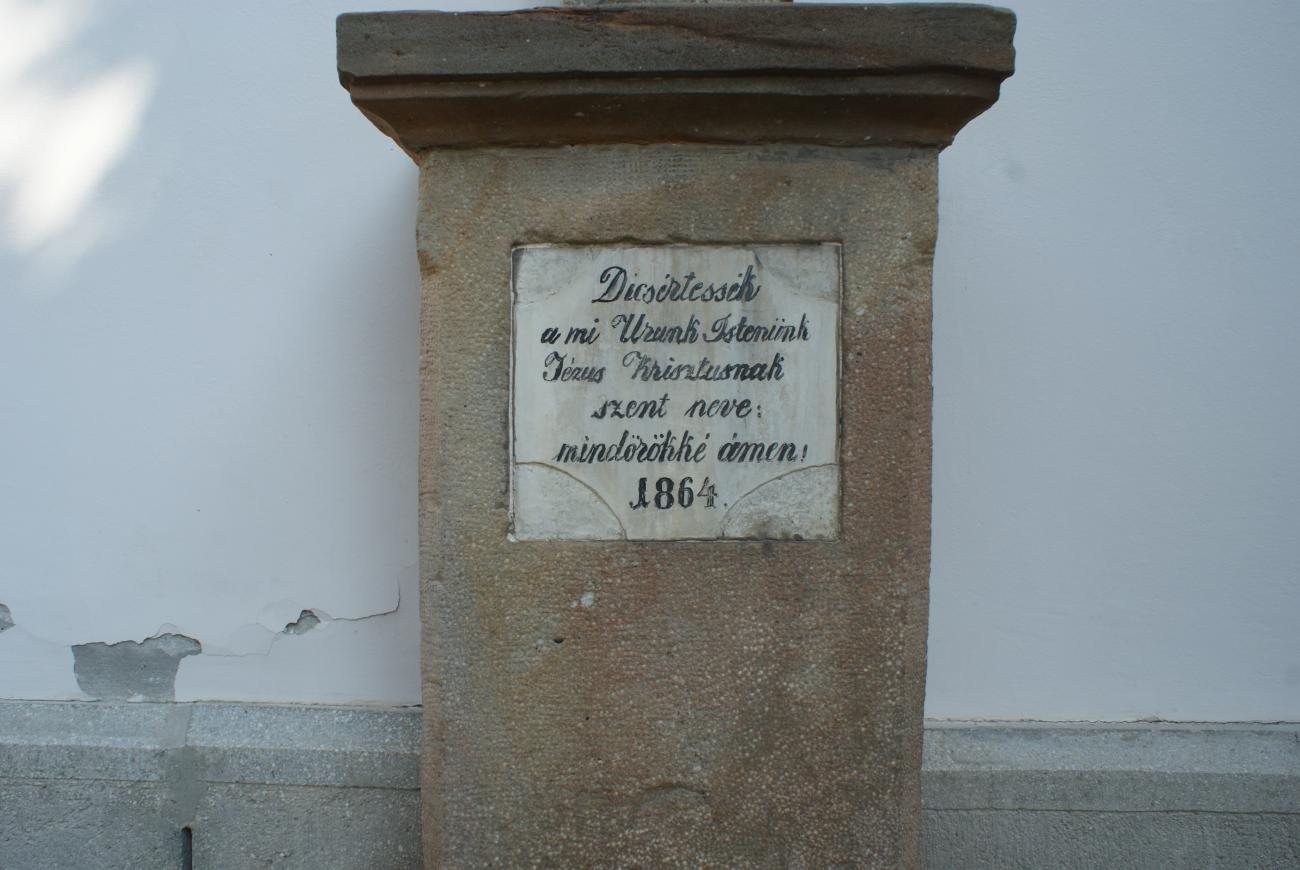 Dicsértessék
a mi Urunk Istenünk
Jézus Krisztusnak
szent neve:
mindörökké ámen!
1864.